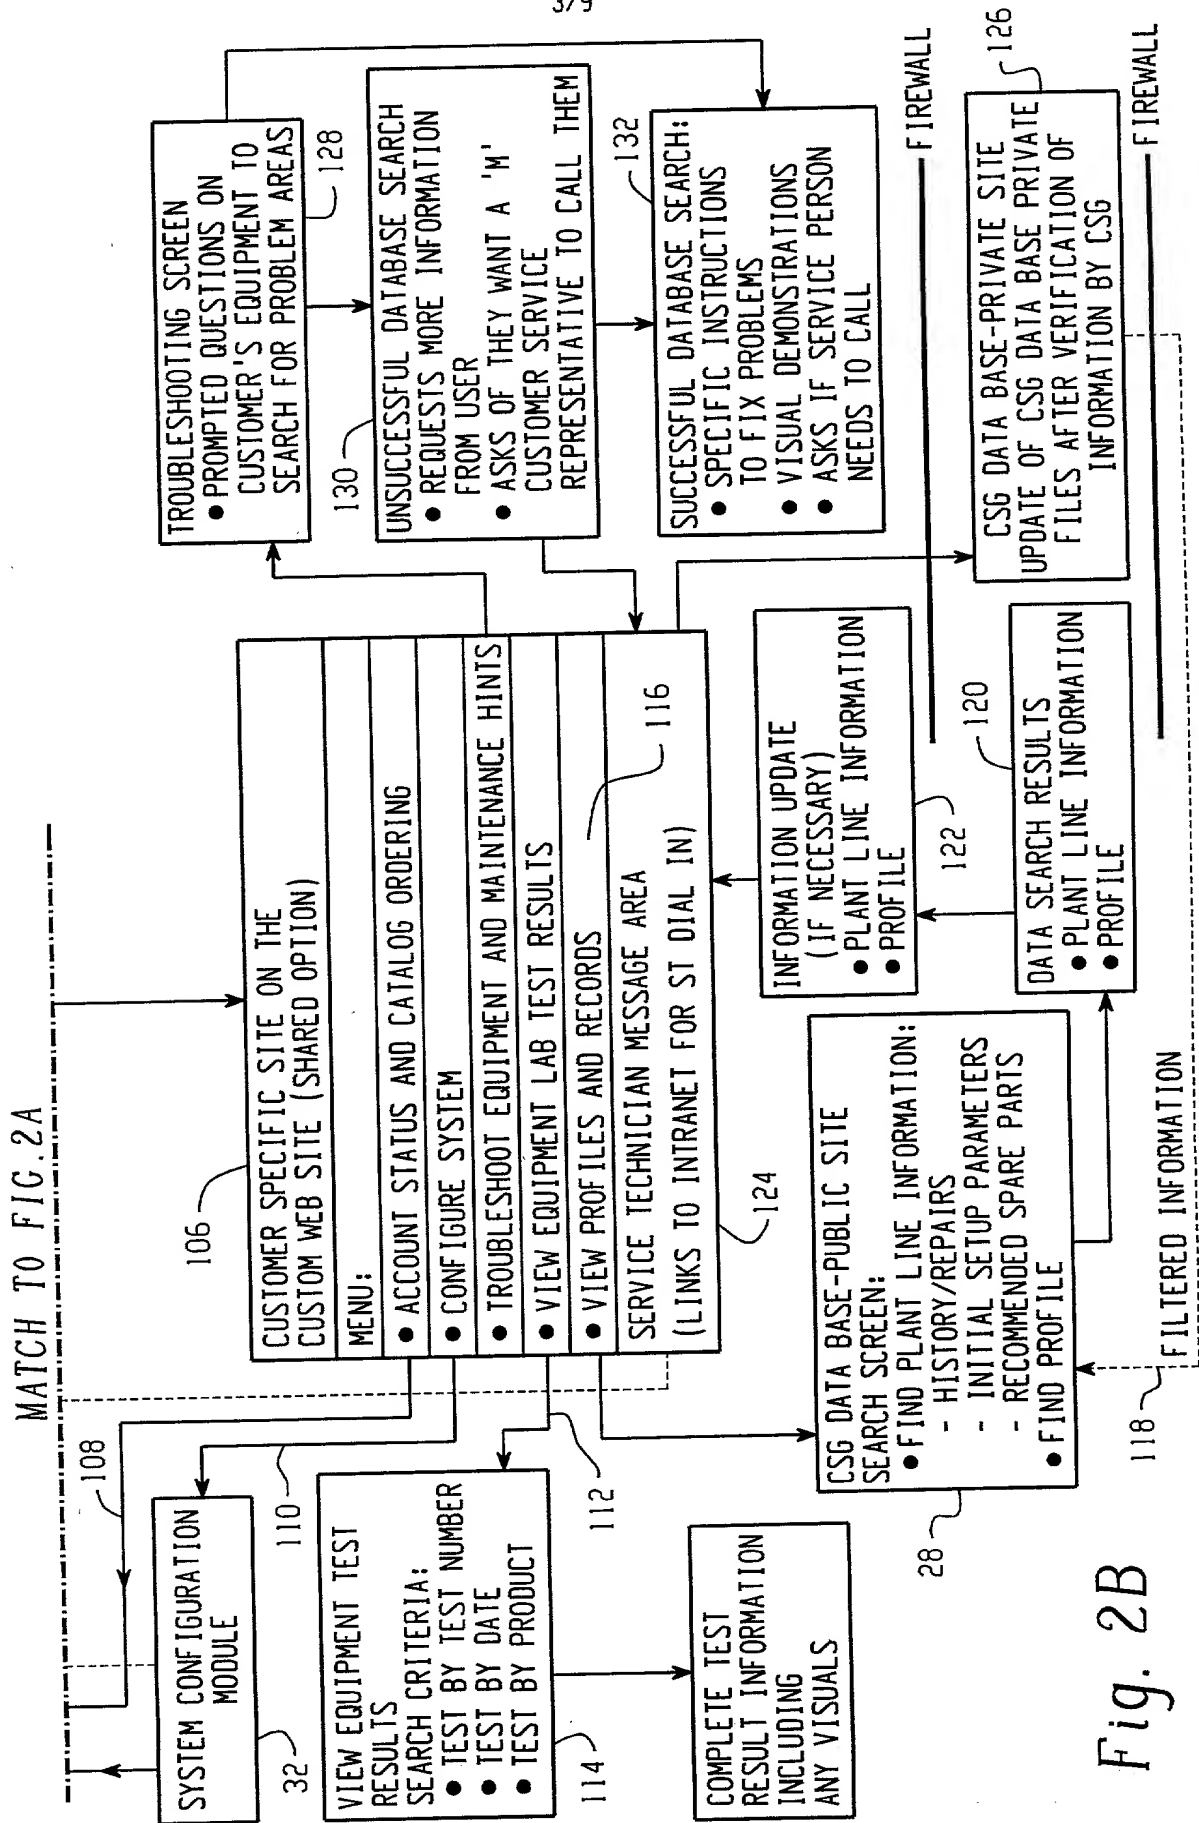 3/9
MATCH TO FIG.2A
108
SYSTEM CONFIGURATION
MODULE
32
110
VIEW EQUIPMENT TEST
RESULTS
SEARCH CRITERIA:
● TEST BY TEST NUMBER
● TEST BY DATE
● TEST BY PRODUCT
114
112
COMPLETE TEST
RESULT INFORMATION
INCLUDING
ANY VISUALS
106
CUSTOMER SPECIFIC SITE ON THE
CUSTOM WEB SITE (SHARED OPTION)
MENU:
● ACCOUNT STATUS AND CATALOG ORDERING
● CONFIGURE SYSTEM
● TROUBLESHOOT EQUIPMENT AND MAINTENANCE HINTS
● VIEW EQUIPMENT LAB TEST RESULTS
● VIEW PROFILES AND RECORDS
116
SERVICE TECHNICIAN MESSAGE AREA
(LINKS TO INTRANET FOR ST DIAL IN)
124
TROUBLESHOOTING SCREEN
● PROMPTED QUESTIONS ON
CUSTOMER'S EQUIPMENT TO
SEARCH FOR PROBLEM AREAS
128
130
UNSUCCESSFUL DATABASE SEARCH
● REQUESTS MORE INFORMATION
FROM USER
● ASKS OF THEY WANT A 'M'
CUSTOMER SERVICE
REPRESENTATIVE TO CALL THEM
132
SUCCESSFUL DATABASE SEARCH:
● SPECIFIC INSTRUCTIONS
TO FIX PROBLEMS
● VISUAL DEMONSTRATIONS
● ASKS IF SERVICE PERSON
NEEDS TO CALL
FIREWALL
126
CSG DATA BASE-PRIVATE SITE
UPDATE OF CSG DATA BASE PRIVATE
FILES AFTER VERIFICATION OF
INFORMATION BY CSG
FIREWALL
INFORMATION UPDATE
(IF NECESSARY)
● PLANT LINE INFORMATION
● PROFILE
122
120
DATA SEARCH RESULTS
● PLANT LINE INFORMATION
● PROFILE
CSG DATA BASE-PUBLIC SITE
SEARCH SCREEN:
● FIND PLANT LINE INFORMATION:
- HISTORY/REPAIRS
- INITIAL SETUP PARAMETERS
- RECOMMENDED SPARE PARTS
● FIND PROFILE
28
118
FILTERED INFORMATION
Fig. 2B